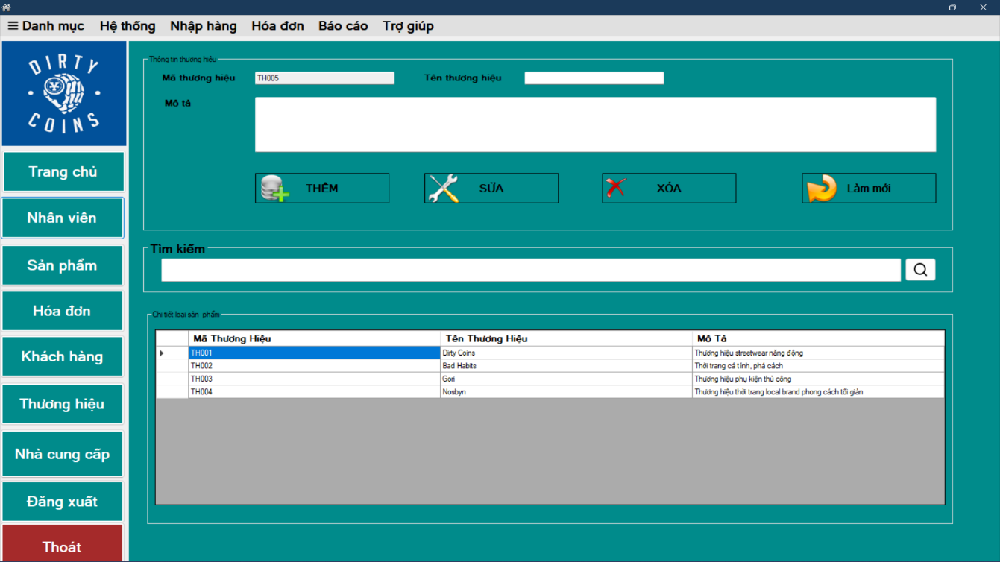 Danh mục Hệ thống Nhập hàng Hóa đơn Báo cáo Trợ giúp
DIRTY
COINS
Trang chủ
Nhân viên
Sản phẩm
Hóa đơn
Khách hàng
Thương hiệu
Nhà cung cấp
Đăng xuất
Thoát
Thông tin thương hiệu
Mã thương hiệu TH005 Tên thương hiệu
Mô tả
THÊM SỬA XÓA Làm mới
Tìm kiếm
Chi tiết loại sản phẩm
Mã Thương Hiệu Tên Thương Hiệu Mô Tả
TH001 Dirty Coins Thương hiệu streetwear năng động
TH002 Bad Habits Thời trang cá tính, phá cách
TH003 Gori Thương hiệu phụ kiện thủ công
TH004 Nosbyn Thương hiệu thời trang local brand phong cách tối giản